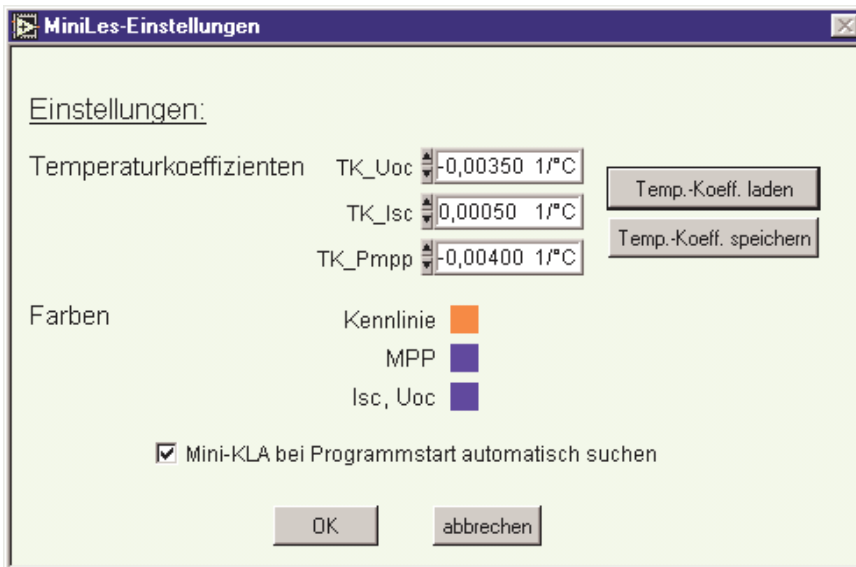 MiniLes-Einstellungen
Einstellungen:
Temperaturkoeffizienten TK_Uoc -0,00350 1/°C
Temp.-Koeff. laden
TK_Isc 0,00050 1/°C
Temp.-Koeff. speichern
TK_Pmpp -0,00400 1/°C
Farben Kennlinie
MPP
Isc, Uoc
Mini-KLA bei Programmstart automatisch suchen
OK abbrechen